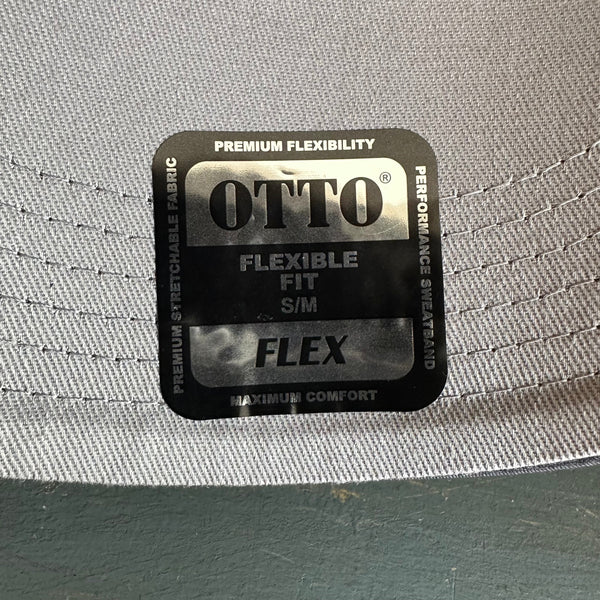 PREMIUM FLEXIBILITY
OTTO®
FLEXIBLE
FIT
S/M
FLEX
MAXIMUM COMFORT
PREMIUM STRETCHABLE FABRIC
PERFORMANCE SWEATBAND